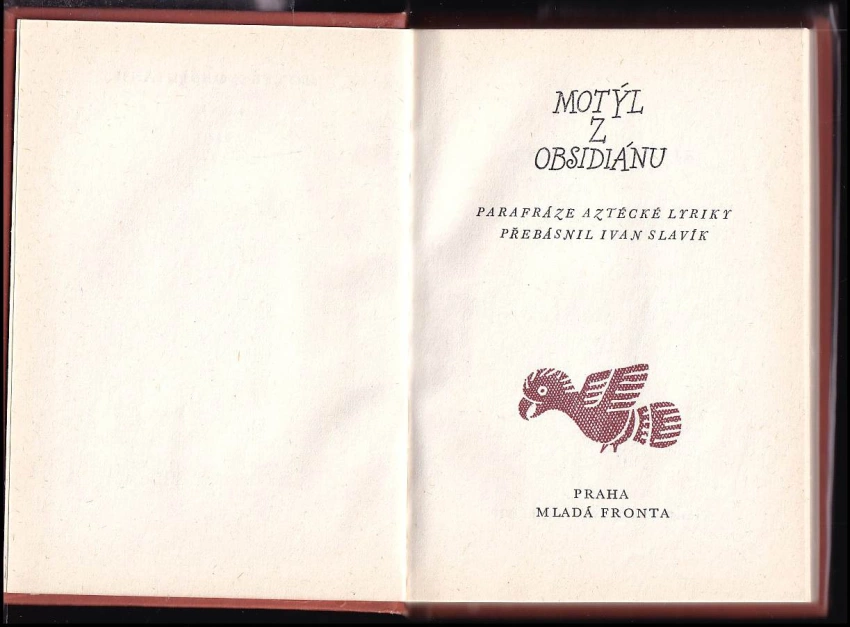 MOTÝL
Z
OBSIDIÁNU
PARAFRÁZE AZTÉCKÉ LYRIKY
PŘEBÁSNIL IVAN SLAVÍK
PRAHA
MLADÁ FRONTA